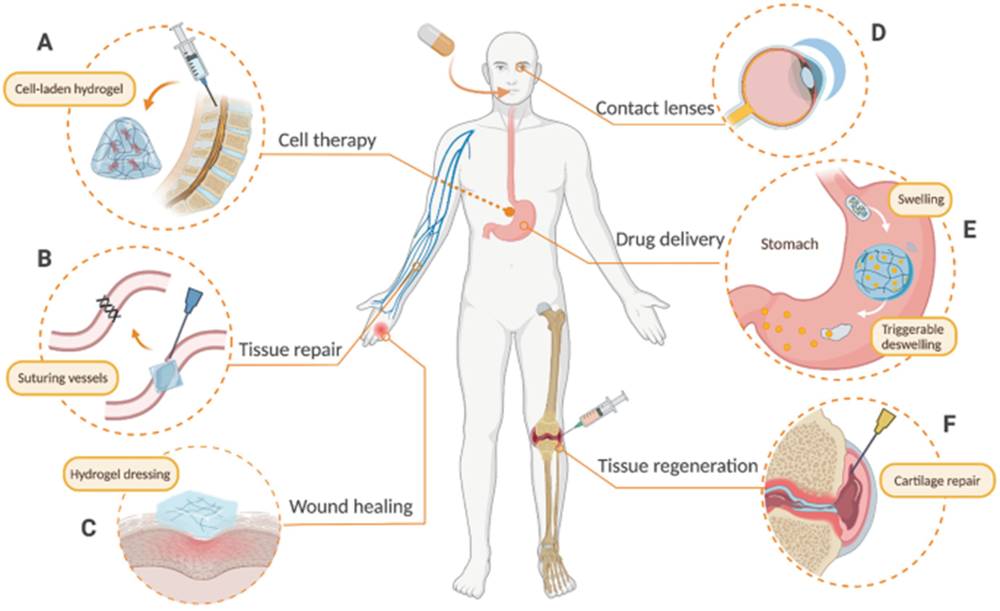 A
Cell-laden hydrogel
Cell therapy
B
Suturing vessels
Tissue repair
C
Hydrogel dressing
Wound healing
D
Contact lenses
E
Swelling
Stomach
Drug delivery
Triggerable
deswelling
F
Tissue regeneration
Cartilage repair